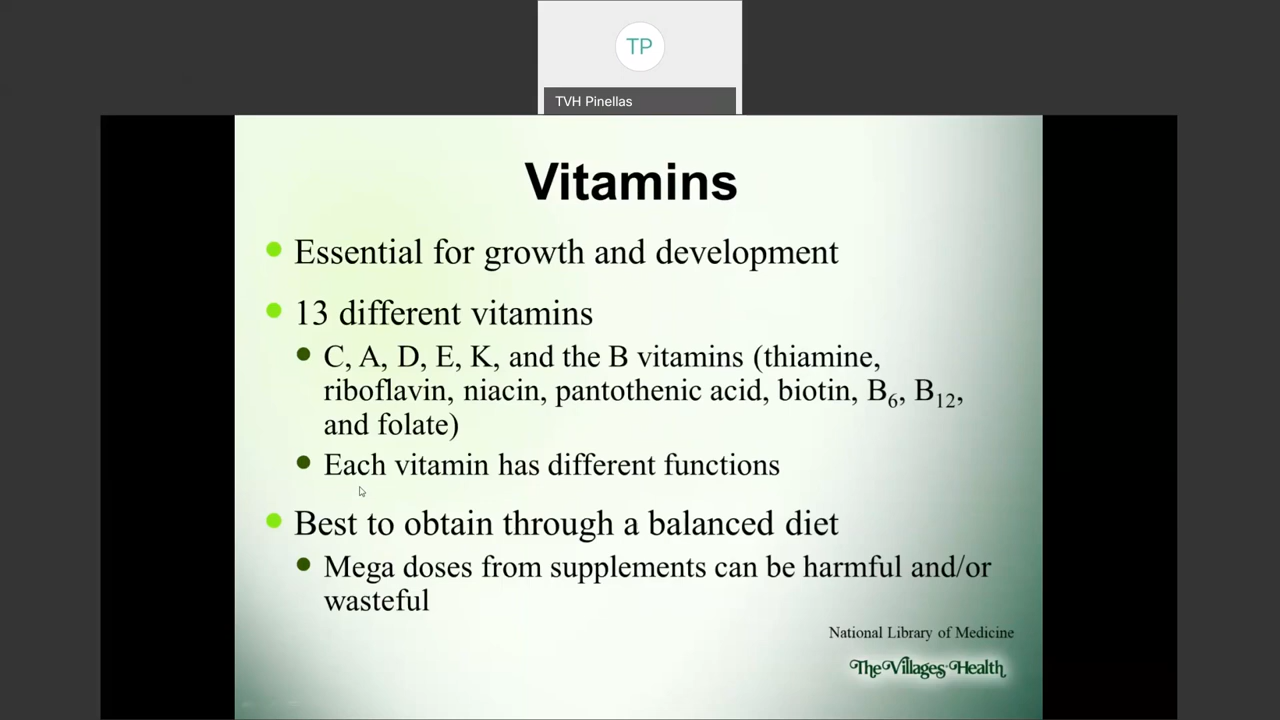 TP
TVH Pinellas
Vitamins
Essential for growth and development
13 different vitamins
C, A, D, E, K, and the B vitamins (thiamine,
riboflavin, niacin, pantothenic acid, biotin, B₆, B₁₂,
and folate)
Each vitamin has different functions
Best to obtain through a balanced diet
Mega doses from supplements can be harmful and/or
wasteful
National Library of Medicine
The Villages Health